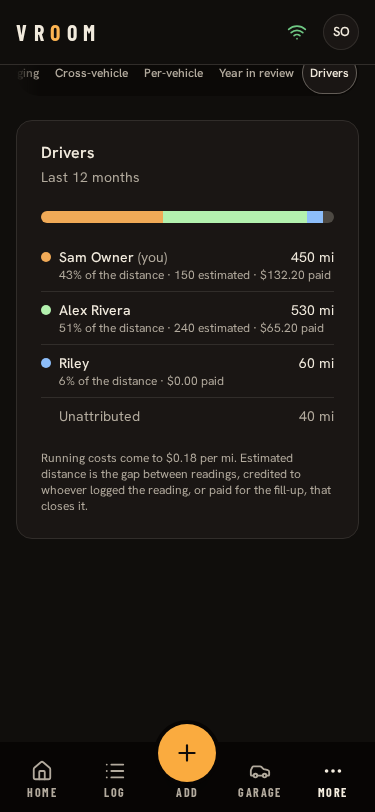 VROOM
SO
ging
Cross-vehicle
Per-vehicle
Year in review
Drivers
Drivers
Last 12 months
Sam Owner (you) 450 mi
43% of the distance · 150 estimated · $132.20 paid
Alex Rivera 530 mi
51% of the distance · 240 estimated · $65.20 paid
Riley 60 mi
6% of the distance · $0.00 paid
Unattributed 40 mi
Running costs come to $0.18 per mi. Estimated
distance is the gap between readings, credited to
whoever logged the reading, or paid for the fill-up, that
closes it.
HOME
LOG
ADD
GARAGE
MORE